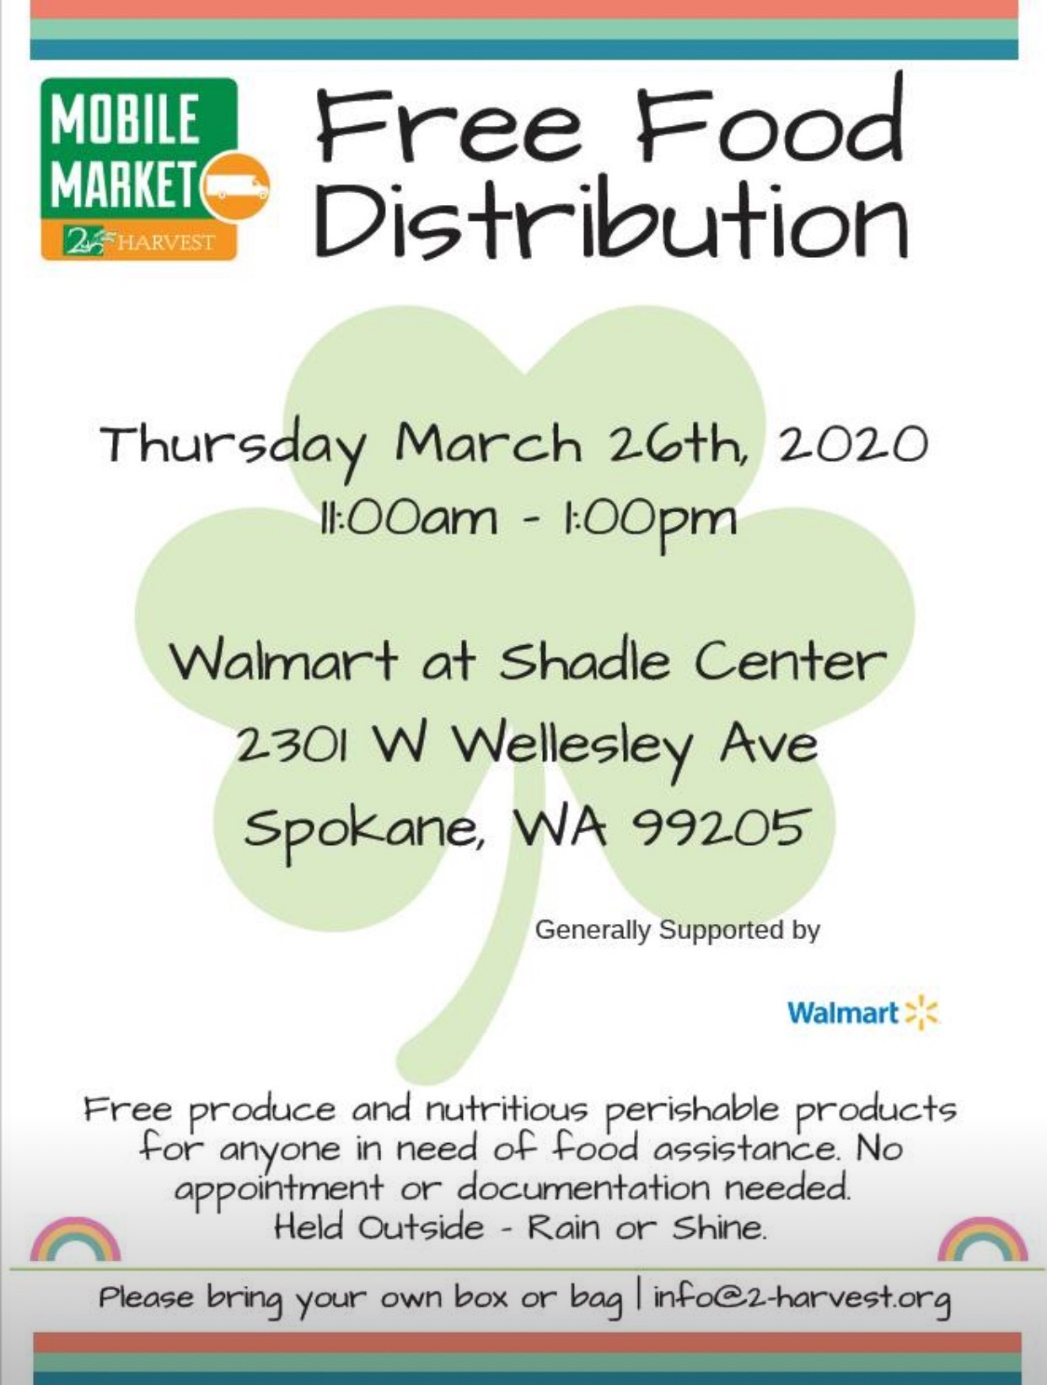 MOBILE
MARKET
2nd HARVEST
Free Food
Distribution
Thursday March 26th, 2020
11:00am - 1:00pm
Walmart at Shadle Center
2301 W Wellesley Ave
Spokane, WA 99205
Generally Supported by
Walmart
Free produce and nutritious perishable products
for anyone in need of food assistance. No
appointment or documentation needed.
Held Outside - Rain or Shine.
Please bring your own box or bag | info@2-harvest.org